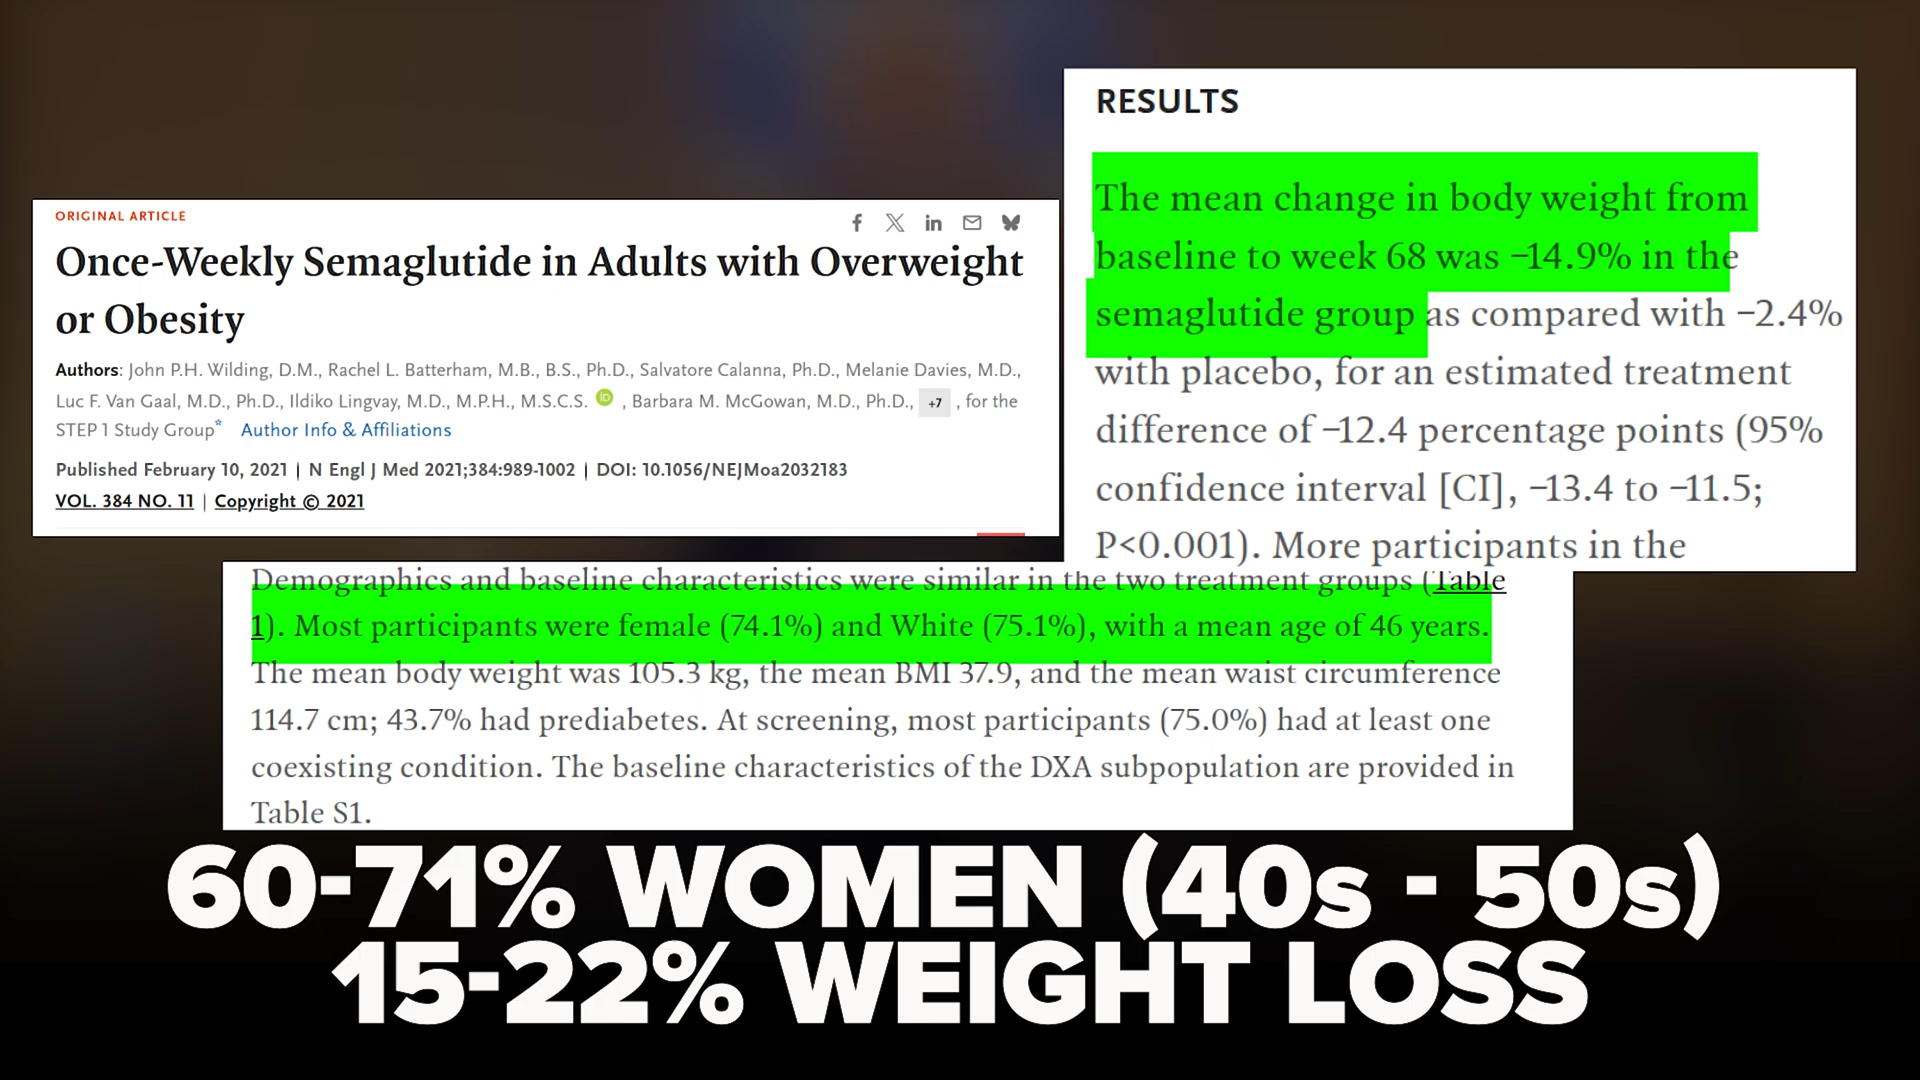 ORIGINAL ARTICLE
Once-Weekly Semaglutide in Adults with Overweight
or Obesity
Authors: John P.H. Wilding, D.M., Rachel L. Batterham, M.B., B.S., Ph.D., Salvatore Calanna, Ph.D., Melanie Davies, M.D.,
Luc F. Van Gaal, M.D., Ph.D., Ildiko Lingvay, M.D., M.P.H., M.S.C.S. iD , Barbara M. McGowan, M.D., Ph.D., +7 , for the
STEP 1 Study Group* Author Info & Affiliations
Published February 10, 2021 | N Engl J Med 2021;384:989-1002 | DOI: 10.1056/NEJMoa2032183
VOL. 384 NO. 11 | Copyright © 2021
RESULTS
The mean change in body weight from
baseline to week 68 was −14.9% in the
semaglutide group as compared with −2.4%
with placebo, for an estimated treatment
difference of −12.4 percentage points (95%
confidence interval [CI], −13.4 to −11.5;
P<0.001). More participants in the
Demographics and baseline characteristics were similar in the two treatment groups (Table
1). Most participants were female (74.1%) and White (75.1%), with a mean age of 46 years.
The mean body weight was 105.3 kg, the mean BMI 37.9, and the mean waist circumference
114.7 cm; 43.7% had prediabetes. At screening, most participants (75.0%) had at least one
coexisting condition. The baseline characteristics of the DXA subpopulation are provided in
Table S1.
60-71% WOMEN (40s - 50s)
15-22% WEIGHT LOSS